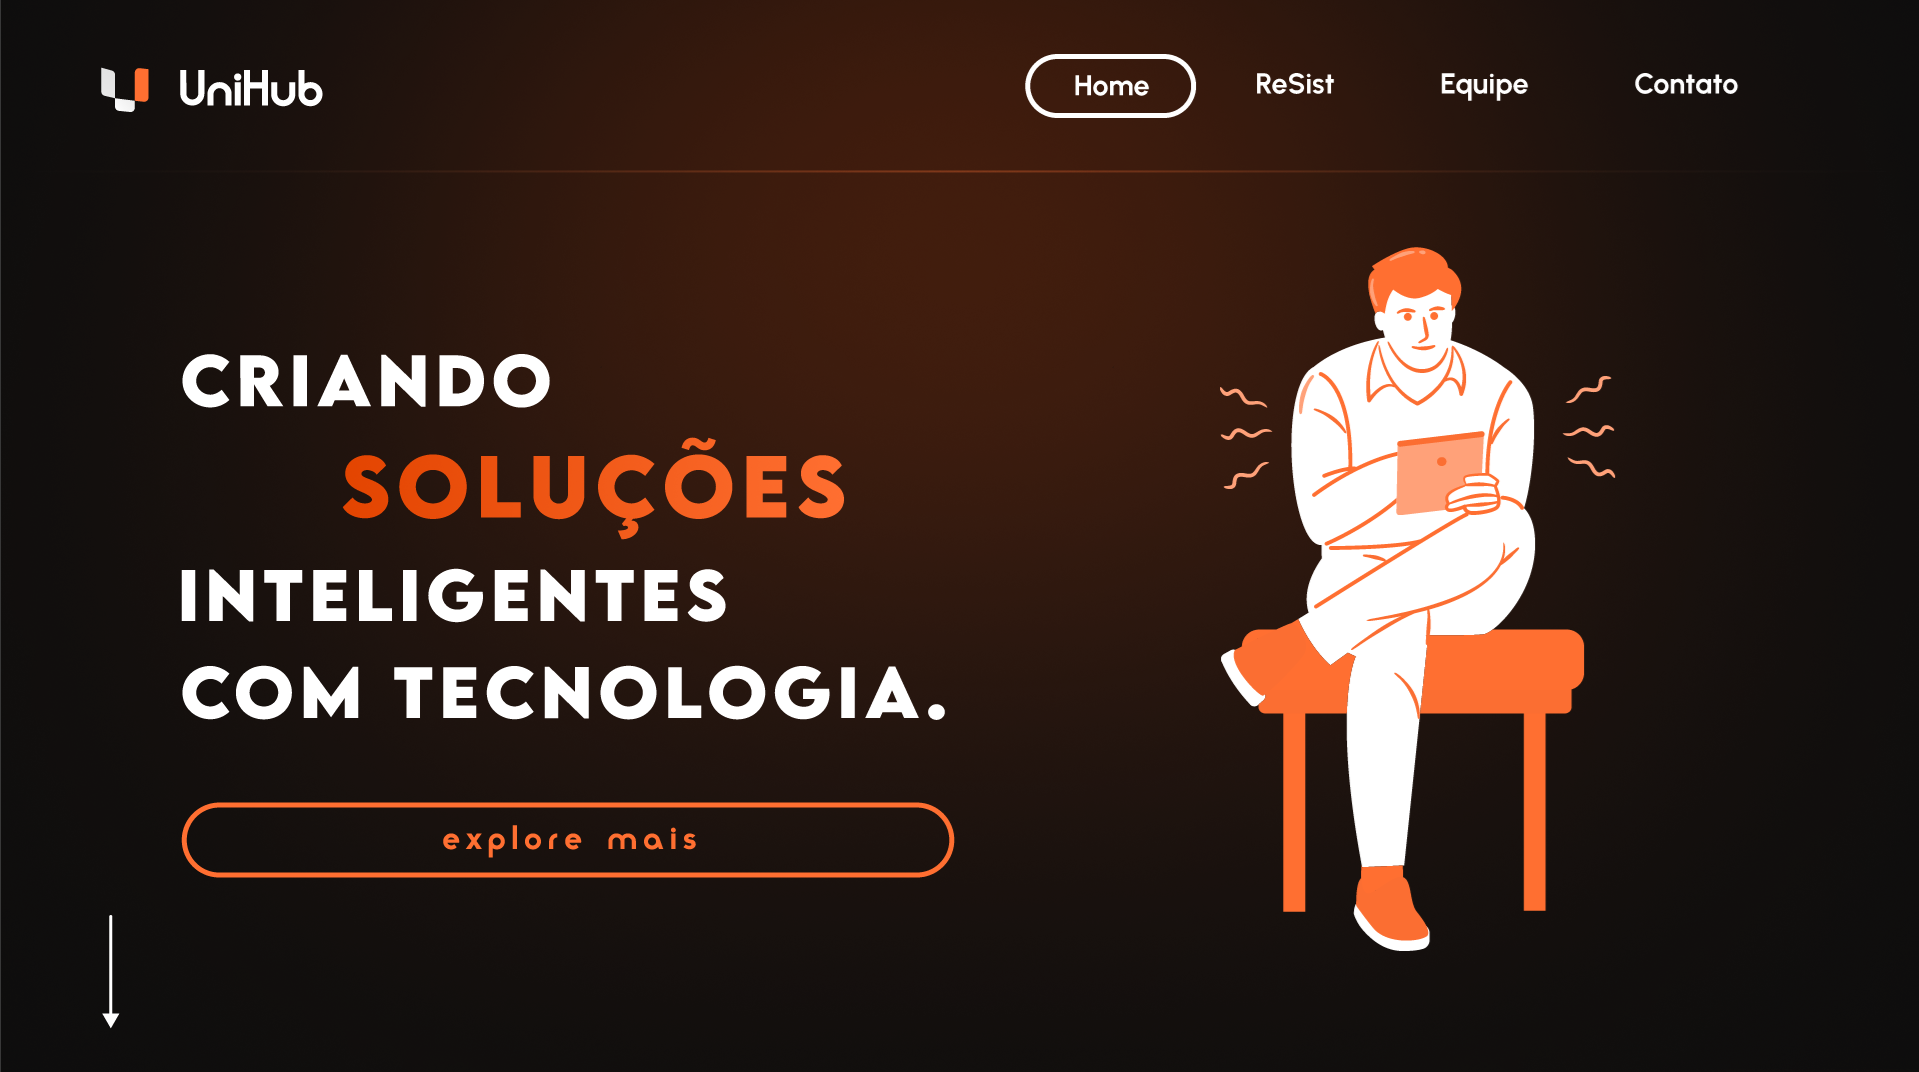 UniHub
Home ReSist Equipe Contato
CRIANDO
SOLUÇÕES
INTELIGENTES
COM TECNOLOGIA.
explore mais